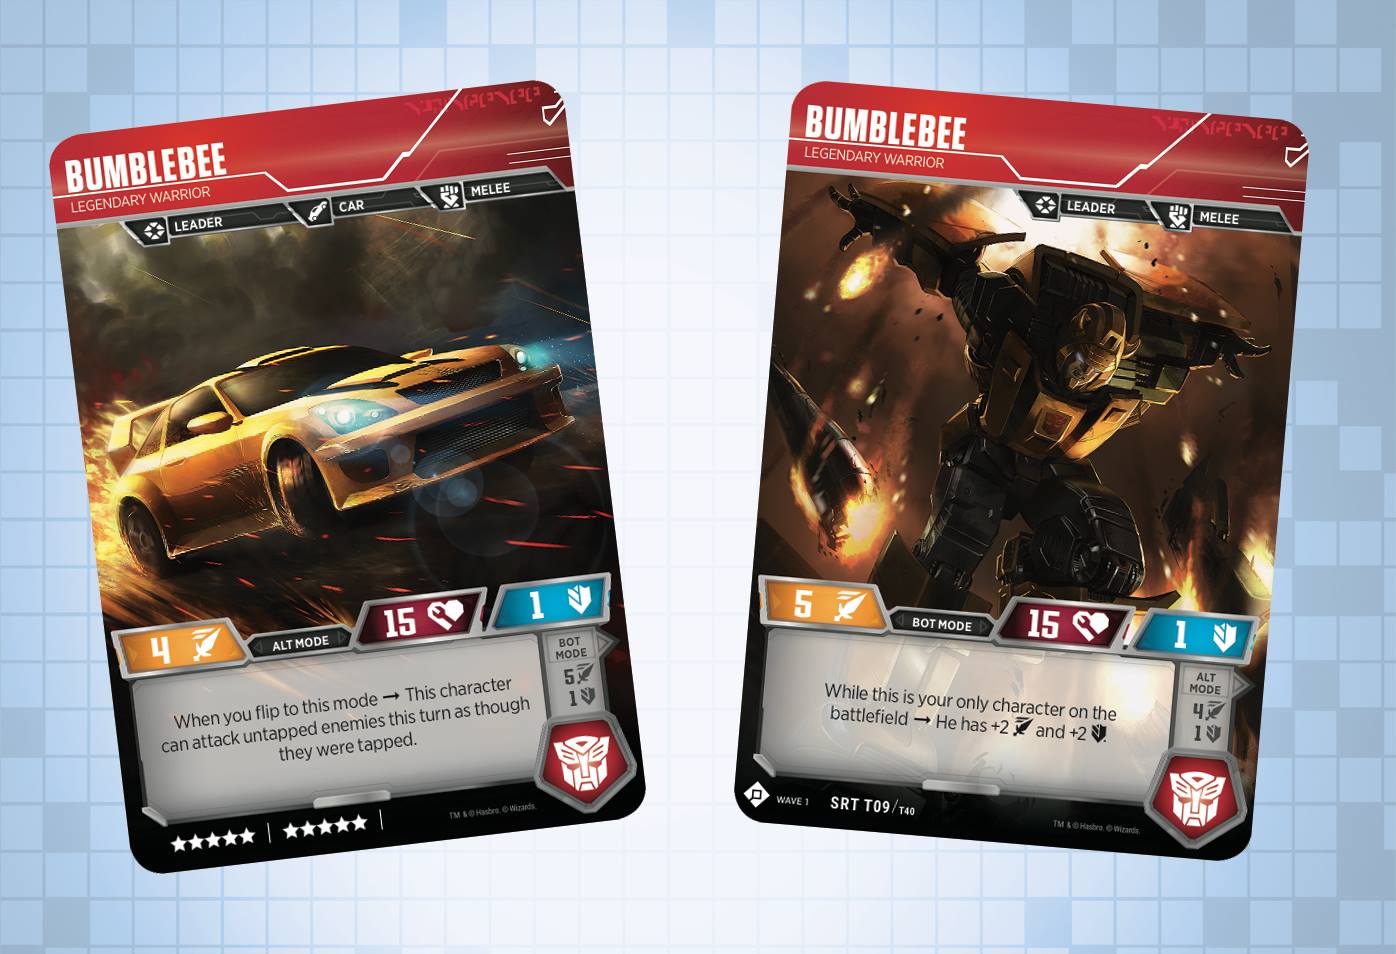 BUMBLEBEE
LEGENDARY WARRIOR
LEADER
CAR
MELEE
4
ALT MODE
15
1
BOT
MODE
5
1
When you flip to this mode → This character
can attack untapped enemies this turn as though
they were tapped.
TM & © Hasbro. © Wizards.
BUMBLEBEE
LEGENDARY WARRIOR
LEADER
MELEE
5
BOT MODE
15
1
ALT
MODE
4
1
While this is your only character on the
battlefield → He has +2 and +2 .
WAVE 1
SRT T09/T40
TM & © Hasbro. © Wizards.